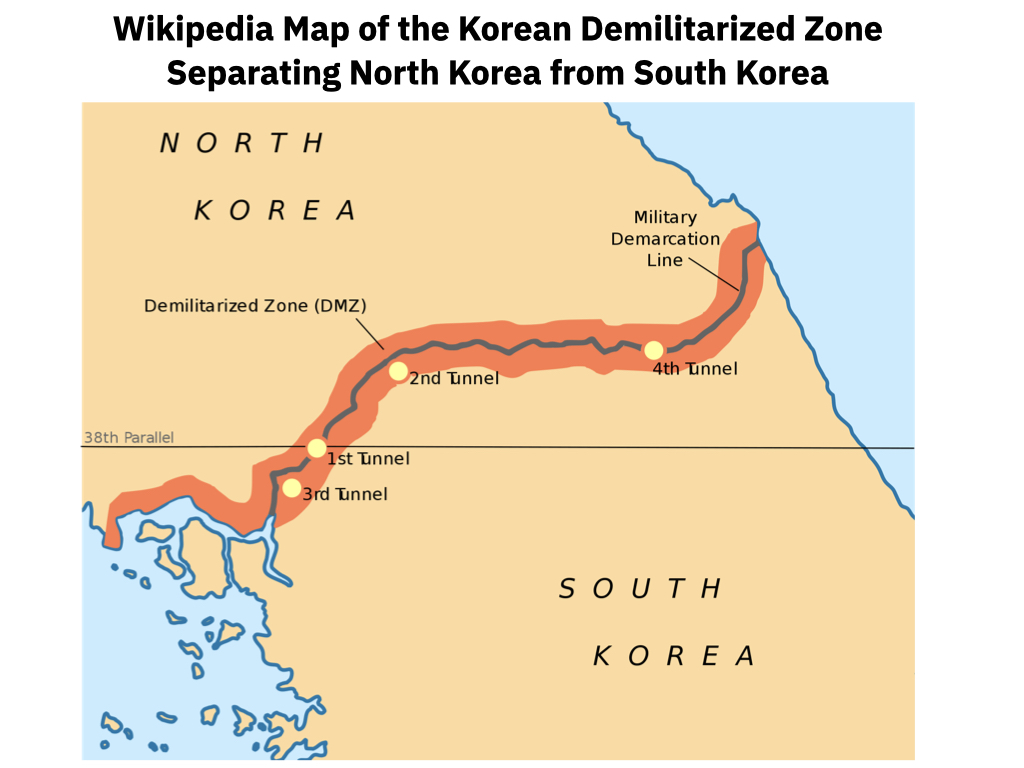 Wikipedia Map of the Korean Demilitarized Zone
Separating North Korea from South Korea
NORTH
KOREA
Military
Demarcation
Line
Demilitarized Zone (DMZ)
2nd Tunnel
4th Tunnel
38th Parallel
1st Tunnel
3rd Tunnel
SOUTH
KOREA